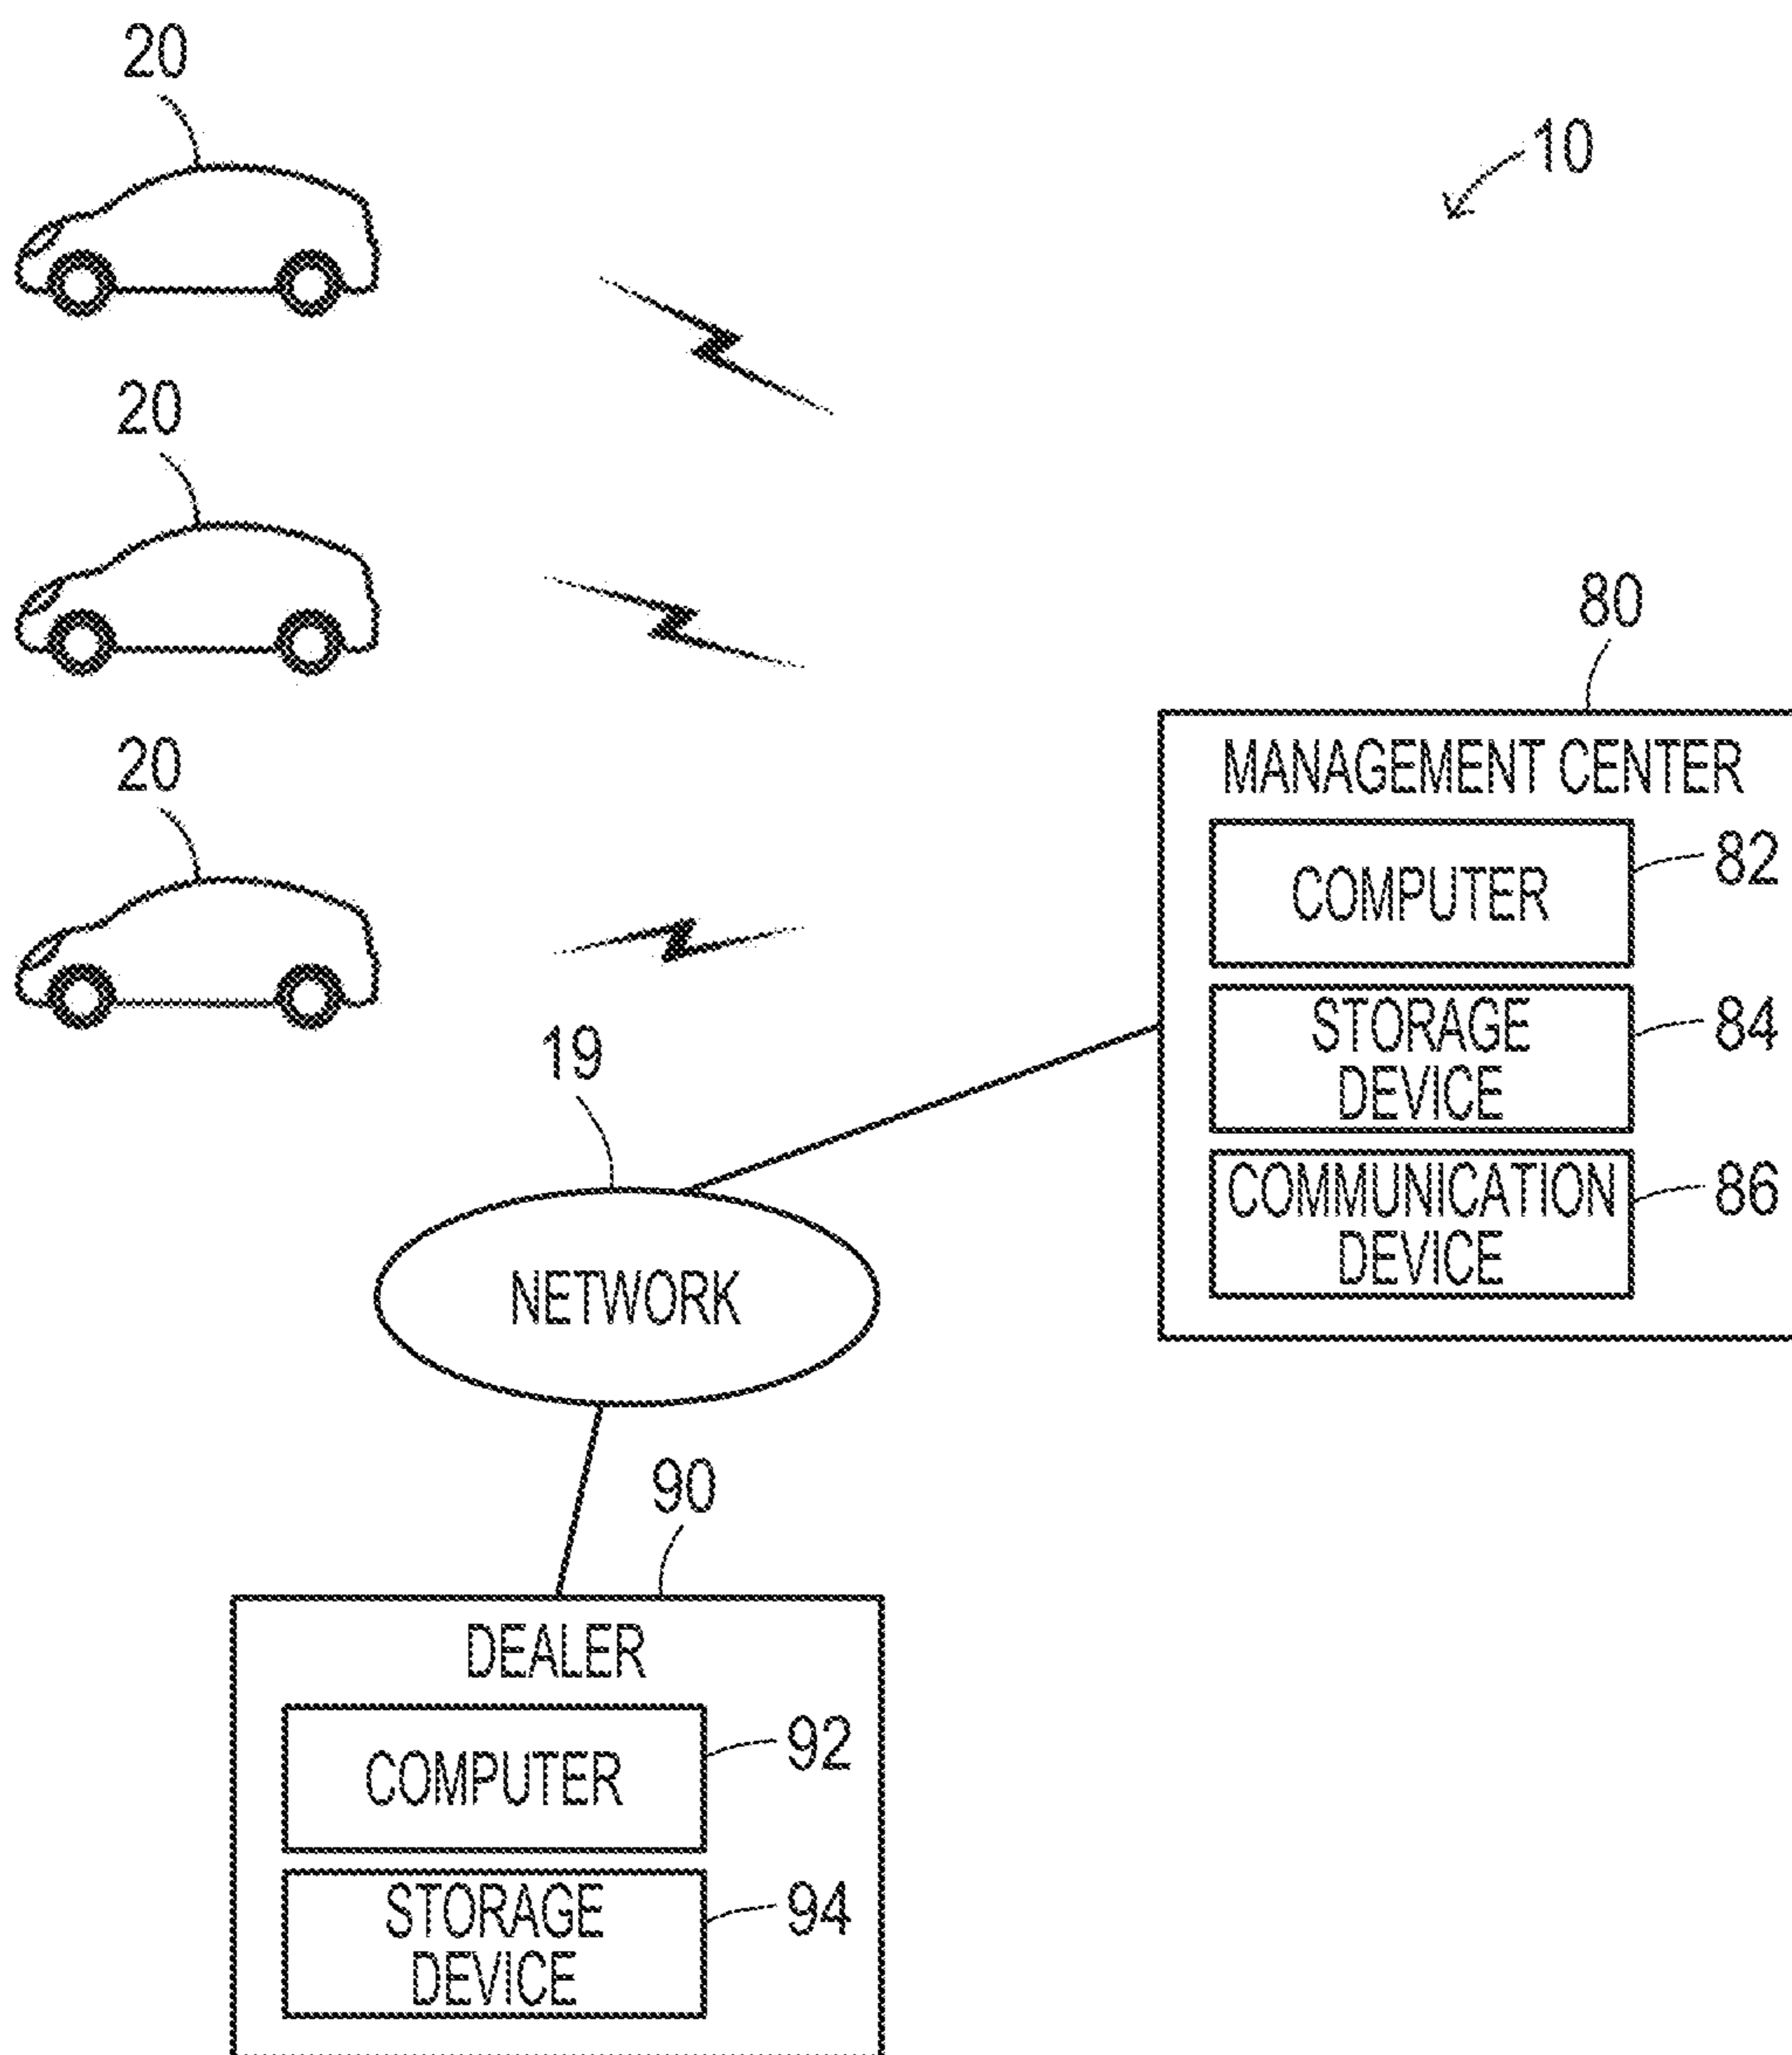 20
10
20
20
80
MANAGEMENT CENTER
COMPUTER
82
STORAGE
DEVICE
84
COMMUNICATION
DEVICE
86
19
NETWORK
90
DEALER
COMPUTER
92
STORAGE
DEVICE
94